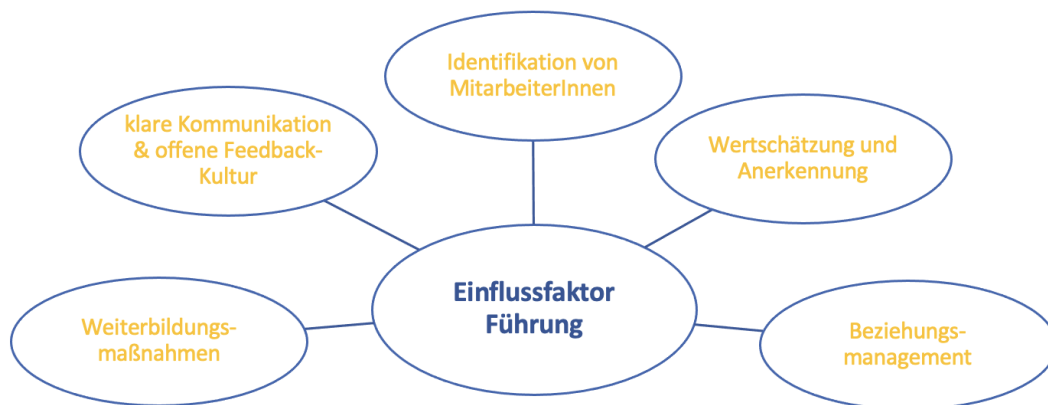 Identifikation von
MitarbeiterInnen
klare Kommunikation
& offene Feedback-
Kultur
Wertschätzung und
Anerkennung
Einflussfaktor
Führung
Weiterbildungs-
maßnahmen
Beziehungs-
management